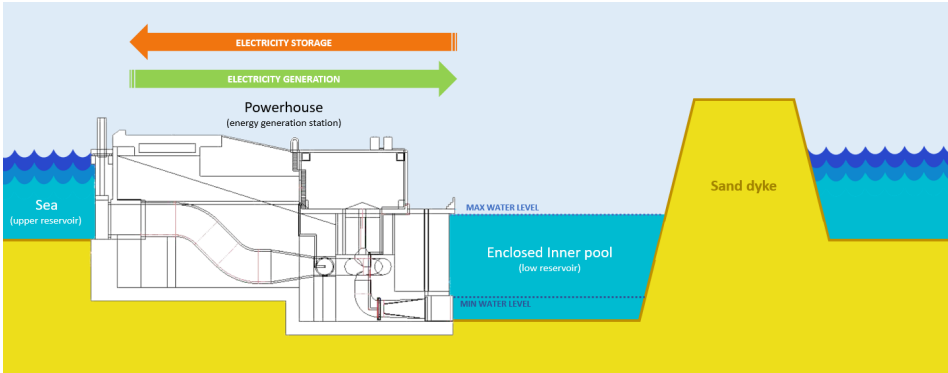 ELECTRICITY STORAGE
ELECTRICITY GENERATION
Powerhouse
(energy generation station)
Sea
(upper reservoir)
MAX WATER LEVEL
Enclosed Inner pool
(low reservoir)
MIN WATER LEVEL
Sand dyke